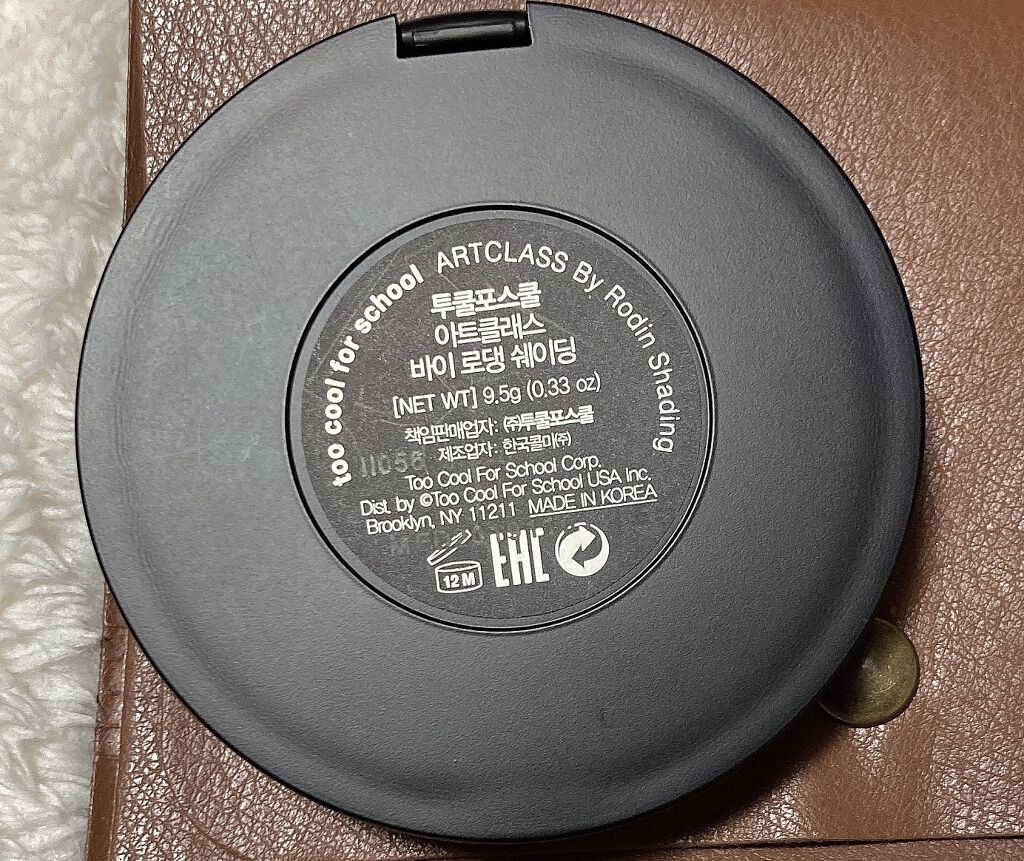 too cool for school ARTCLASS By Rodin Shading
투쿨포스쿨
아트클래스
바이 로댕 쉐이딩
[NET WT] 9.5g (0.33 oz)
책임판매업자: (주)투쿨포스쿨
제조업자: 한국콜마(주)
Too Cool For School Corp.
Dist. by ©Too Cool For School USA Inc.
Brooklyn, NY 11211 MADE IN KOREA
12 M
EAC